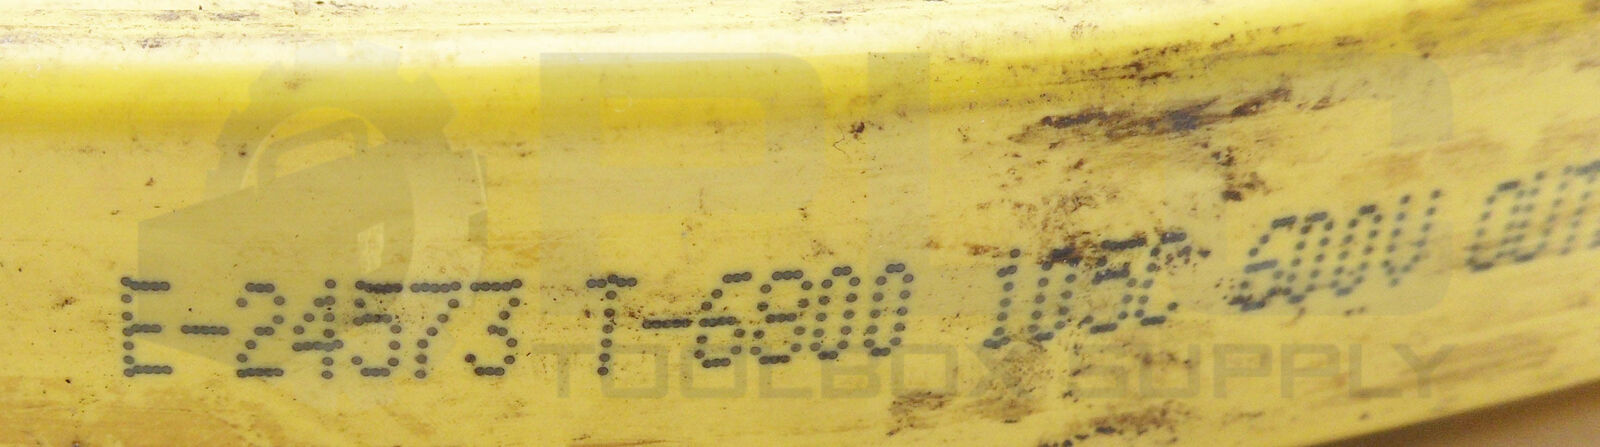 E-24573 T-6800 105C 600V
TOOLBOX SUPPLY